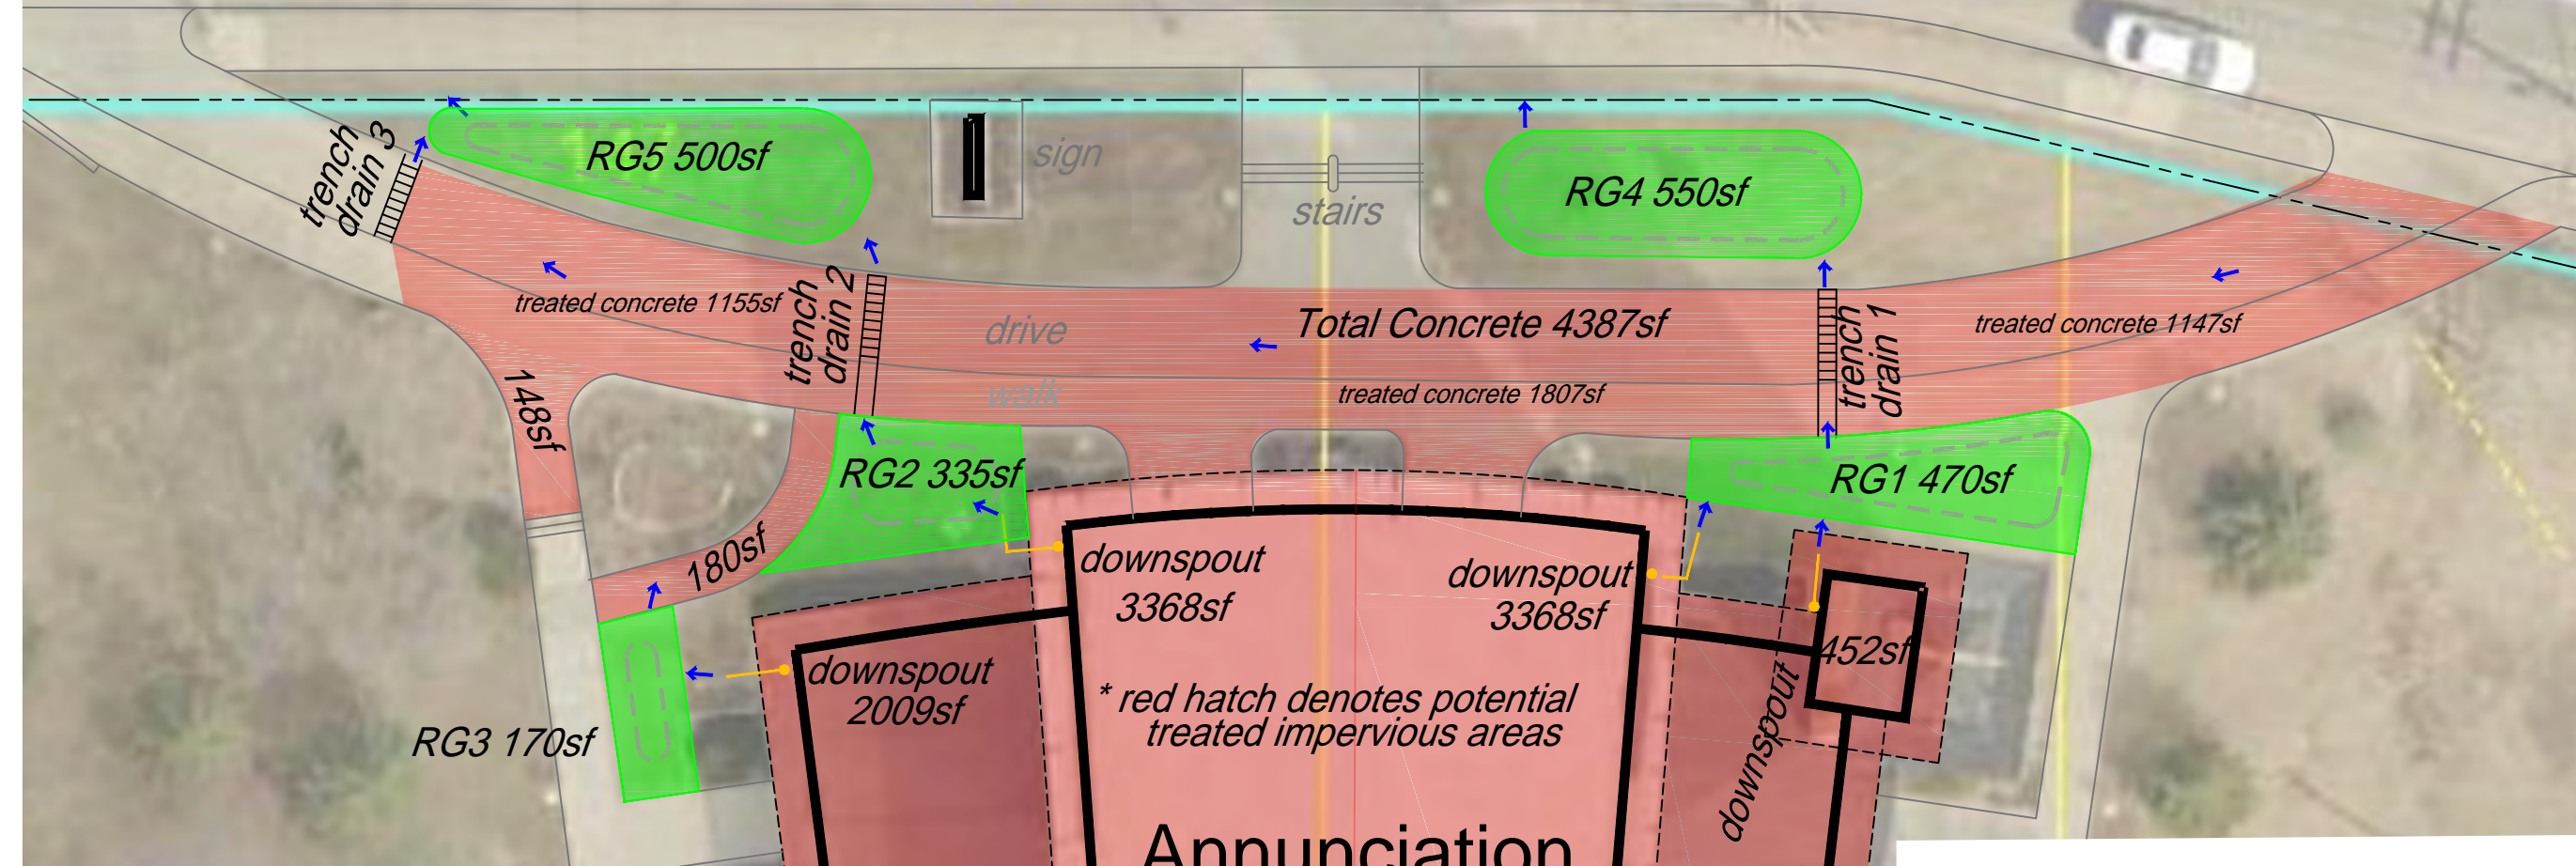 trench
drain 3
RG5 500sf
sign
stairs
RG4 550sf
treated concrete 1155sf
trench
drain 2
drive
walk
Total Concrete 4387sf
treated concrete 1807sf
trench
drain 1
treated concrete 1147sf
148sf
180sf
RG2 335sf
RG1 470sf
downspout
3368sf
downspout
3368sf
downspout
2009sf
452sf
downspout
* red hatch denotes potential
treated impervious areas
RG3 170sf
Annunciation